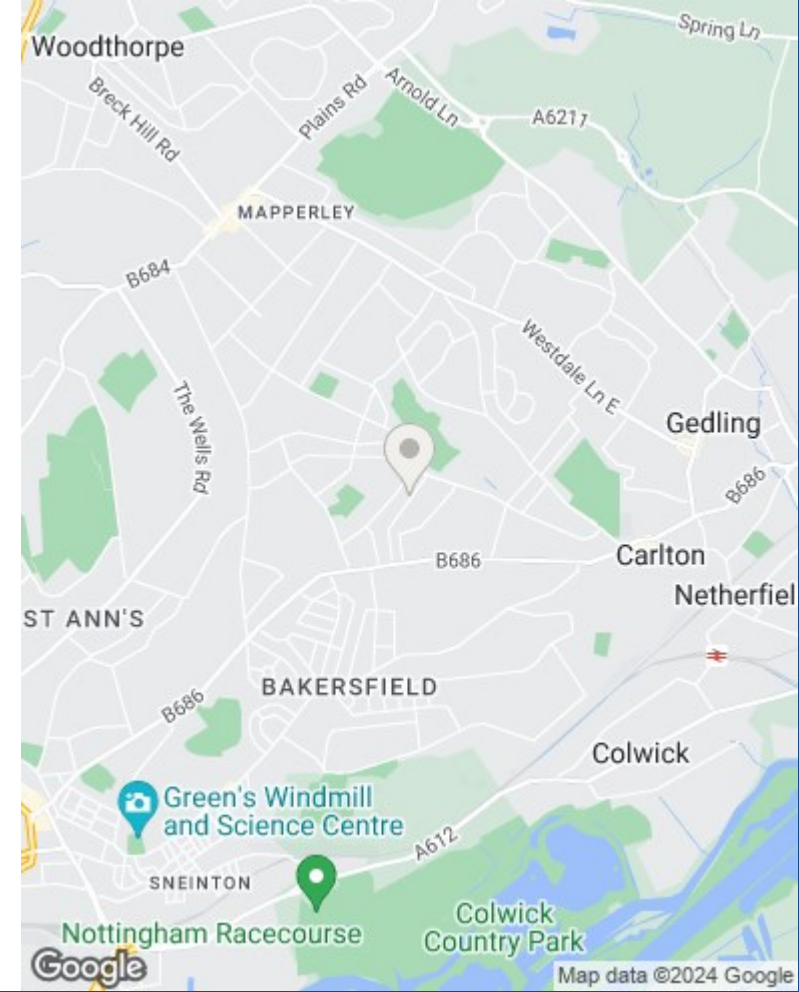 Spring Ln
Woodthorpe
Breck Hill Rd
Plains Rd
Arnold Ln
A6211
MAPPERLEY
B684
Westdale Ln E
The Wells Rd
Gedling
B686
B686
Carlton
Netherfiel
ST ANN'S
BAKERSFIELD
B686
Colwick
Green's Windmill
and Science Centre
A612
SNEINTON
Nottingham Racecourse
Colwick
Country Park
Google
Map data ©2024 Google